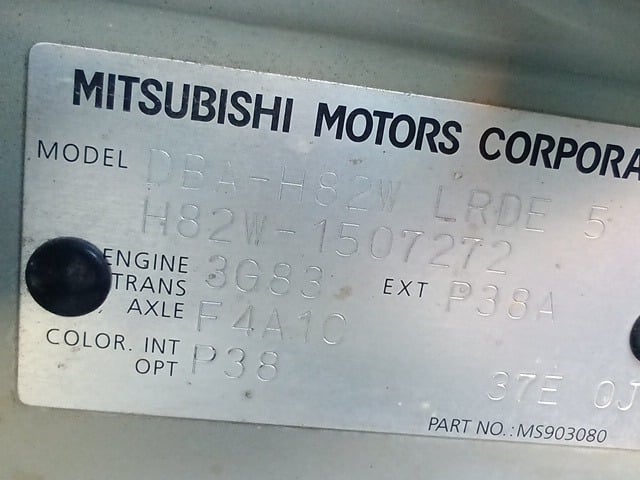 MITSUBISHI MOTORS CORPORA
MODEL DBA-H82W LRDE 5
H82W-1507272
ENGINE 3G83 EXT P38A
TRANS
AXLE F4A1C
COLOR. INT P38
OPT
37E 0J
PART NO.:MS903080